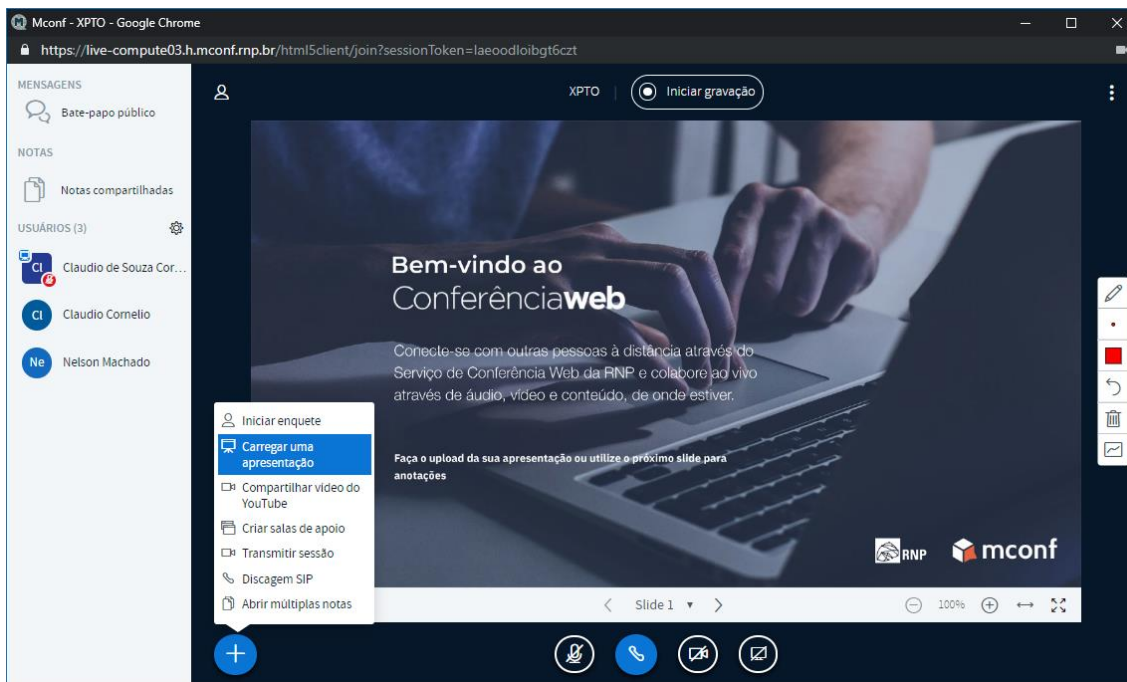 Mconf - XPTO - Google Chrome
https://live-compute03.h.mconf.rnp.br/html5client/join?sessionToken=laeoodloibgt6czt
MENSAGENS
Bate-papo público
NOTAS
Notas compartilhadas
USUÁRIOS (3)
CI Claudio de Souza Cor...
CI Claudio Cornelio
Ne Nelson Machado
XPTO
Iniciar gravação
Bem-vindo ao
Conferênciaweb
Conecte-se com outras pessoas à distância através do
Serviço de Conferência Web da RNP e colabore ao vivo
através de áudio, vídeo e conteúdo, de onde estiver.
Faça o upload da sua apresentação ou utilize o próximo slide para
anotações
RNP
mconf
Iniciar enquete
Carregar uma
apresentação
Compartilhar vídeo do
YouTube
Criar salas de apoio
Transmitir sessão
Discagem SIP
Abrir múltiplas notas
Slide 1
100%